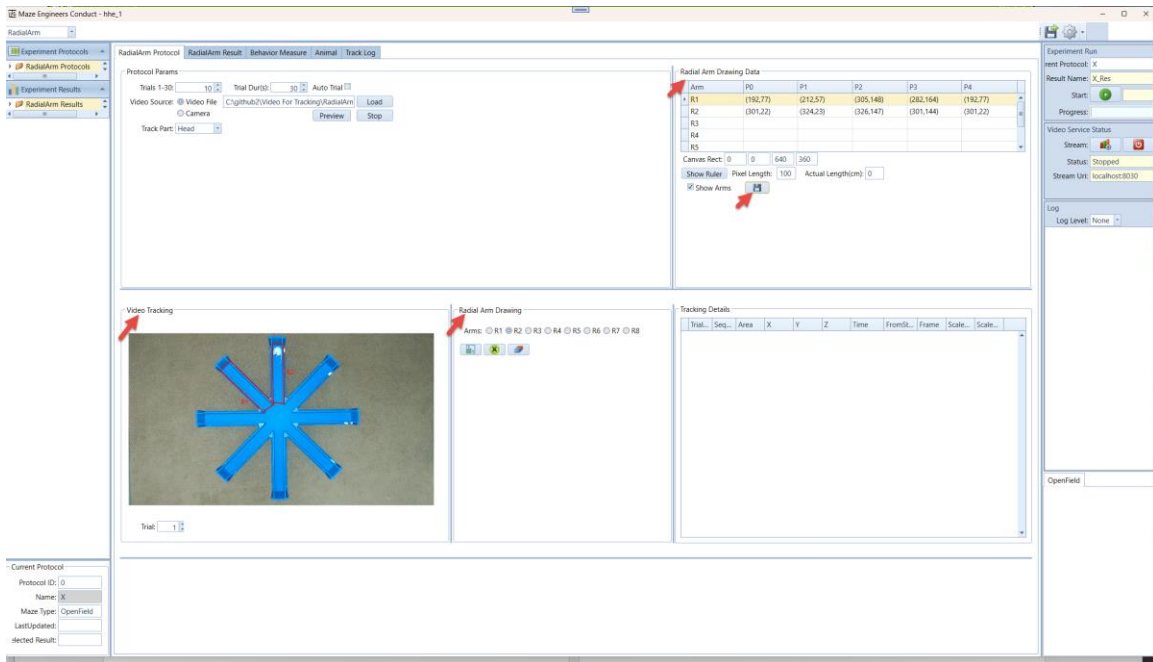 Maze Engineers Conduct - hhe_1
RadialArm
Experiment Protocols
RadialArm Protocols
Experiment Results
RadialArm Results
RadialArm Protocol RadialArm Result Behavior Measure Animal Track Log
Protocol Params
Trials 1-30: 10 Trial Dur(s): 30 Auto Trial
Video Source: Video File C:\github2\Video For Tracking\RadialArm Load
Camera Preview Stop
Track Part: Head
Radial Arm Drawing Data
Arm P0 P1 P2 P3 P4
R1 (192,77) (212,57) (305,148) (282,164) (192,77)
R2 (301,22) (324,23) (326,147) (301,144) (301,22)
R3
R4
R5
Canvas Rect: 0 0 640 360
Show Ruler Pixel Length: 100 Actual Length(cm): 0
Show Arms
Video Tracking
Trial: 1
Radial Arm Drawing
Arms: R1 R2 R3 R4 R5 R6 R7 R8
Tracking Details
Trial... Seq... Area X Y Z Time FromSt... Frame Scale... Scale...
Experiment Run
rent Protocol: X
Result Name: X_Res
Start:
Progress:
Video Service Status
Stream:
Status: Stopped
Stream Uri: localhost:8030
Log
Log Level: None
OpenField
Current Protocol
Protocol ID: 0
Name: X
Maze Type: OpenField
LastUpdated:
elected Result: